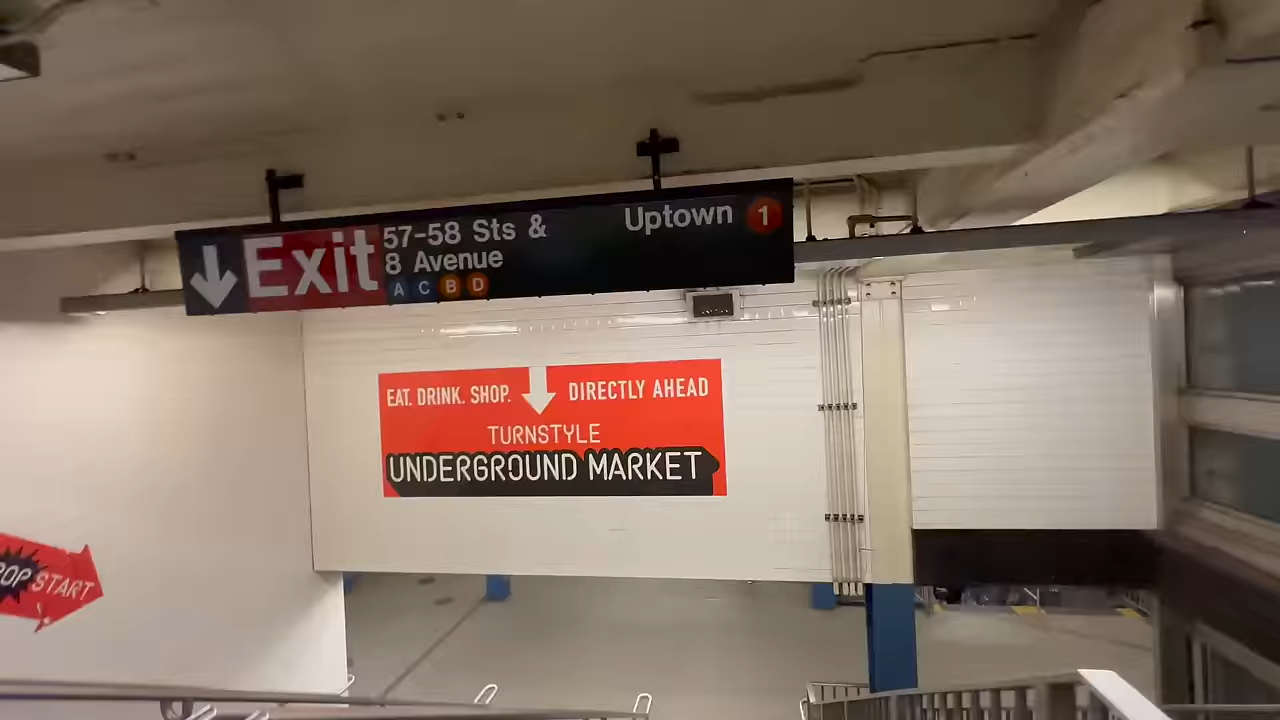 Exit
57-58 Sts &
8 Avenue
A C B D
Uptown 1
EAT. DRINK. SHOP. DIRECTLY AHEAD
TURNSTYLE
UNDERGROUND MARKET
START